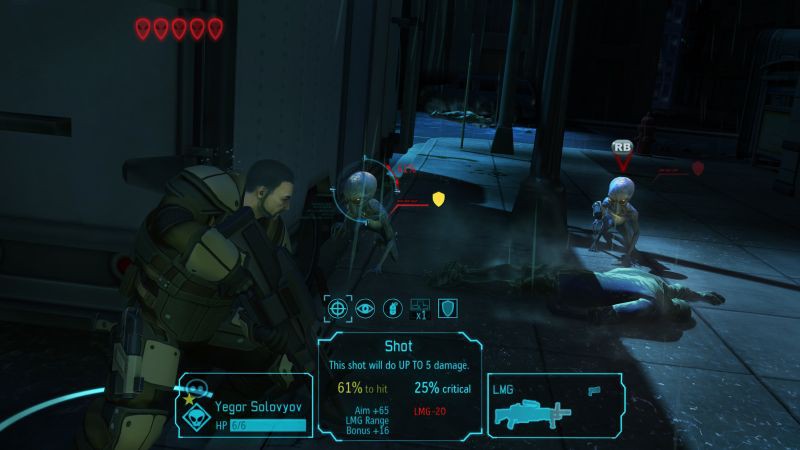 RB
x1
Shot
This shot will do UP TO 5 damage.
61% to hit
25% critical
Aim +65
LMG -20
LMG Range
Bonus +16
Yegor Solovyov
HP 6/6
LMG